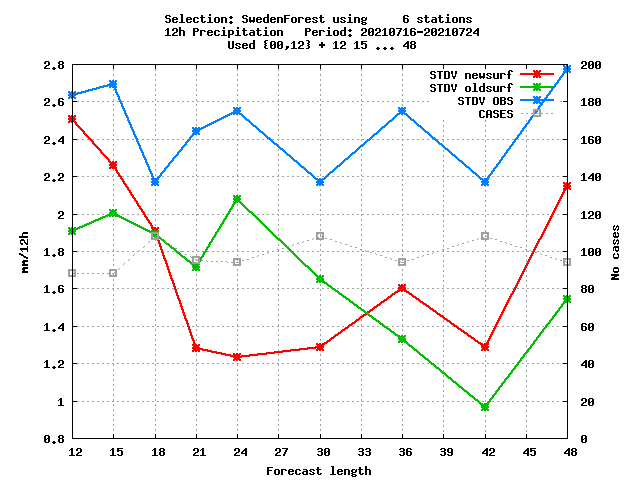 Selection: SwedenForest using     6 stations
12h Precipitation   Period: 20210716-20210724
Used {00,12} + 12 15 ... 48
STDV newsurf
STDV oldsurf
STDV OBS
CASES
2.8
2.6
2.4
2.2
2
1.8
1.6
1.4
1.2
1
0.8
mm/12h
200
180
160
140
120
100
80
60
40
20
0
No cases
12 15 18 21 24 27 30 33 36 39 42 45 48
Forecast length